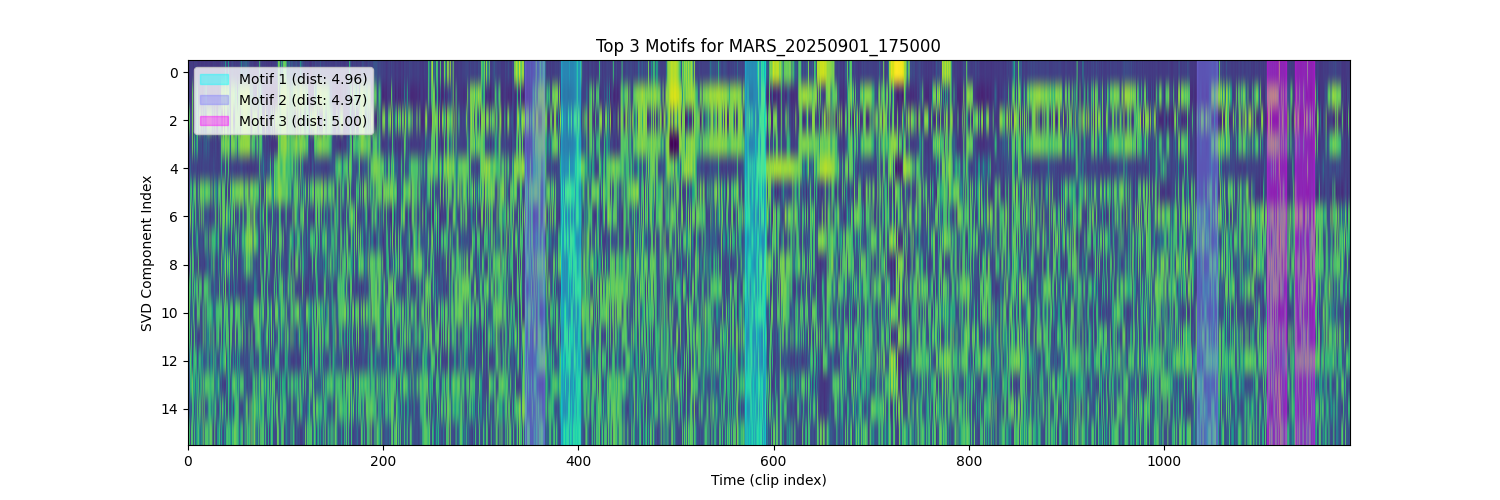 Top 3 Motifs for MARS_20250901_175000
Motif 1 (dist: 4.96)
Motif 2 (dist: 4.97)
Motif 3 (dist: 5.00)
SVD Component Index
0
2
4
6
8
10
12
14
0 200 400 600 800 1000
Time (clip index)